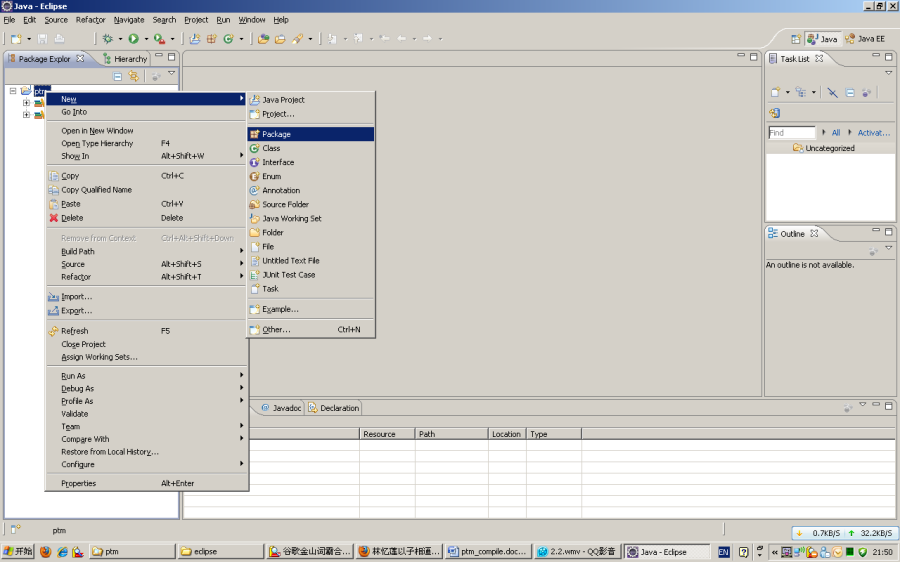 Java - Eclipse
File Edit Source Refactor Navigate Search Project Run Window Help
Java Java EE
Package Explor Hierarchy
Task List
ptm
New
Go Into
Open in New Window
Open Type Hierarchy F4
Show In Alt+Shift+W
Copy Ctrl+C
Copy Qualified Name
Paste Ctrl+V
Delete Delete
Remove from Context Ctrl+Alt+Shift+Down
Build Path
Source Alt+Shift+S
Refactor Alt+Shift+T
Import...
Export...
Refresh F5
Close Project
Assign Working Sets...
Run As
Debug As
Profile As
Validate
Team
Compare With
Restore from Local History...
Configure
Properties Alt+Enter
Java Project
Project...
Package
Class
Interface
Enum
Annotation
Source Folder
Java Working Set
Folder
File
Untitled Text File
JUnit Test Case
Task
Example...
Other... Ctrl+N
Find All Activat...
Uncategorized
Outline
An outline is not available.
Javadoc Declaration
Resource Path Location Type
ptm
0.7KB/S 32.2KB/S
开始 ptm eclipse 谷歌金山词霸合... 林忆莲以子相逼... ptm_compile.doc... 2.2.wmv - QQ影音 Java - Eclipse EN 21:50